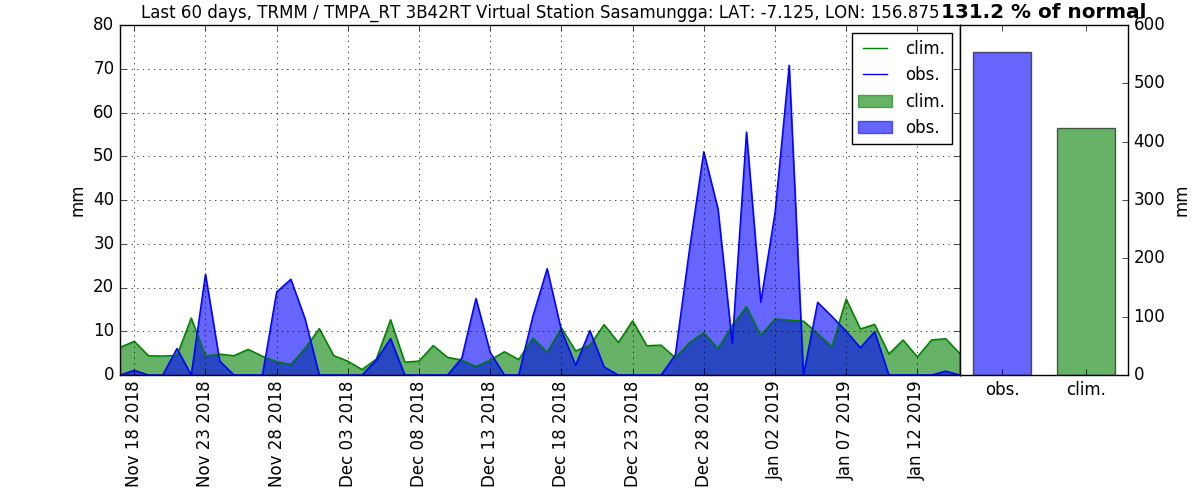 Last 60 days, TRMM / TMPA_RT 3B42RT Virtual Station Sasamungga: LAT: -7.125, LON: 156.875
131.2 % of normal
80
70
60
50
40
30
20
10
0
mm
clim.
obs.
clim.
obs.
Nov 18 2018
Nov 23 2018
Nov 28 2018
Dec 03 2018
Dec 08 2018
Dec 13 2018
Dec 18 2018
Dec 23 2018
Dec 28 2018
Jan 02 2019
Jan 07 2019
Jan 12 2019
600
500
400
300
200
100
0
mm
obs.
clim.